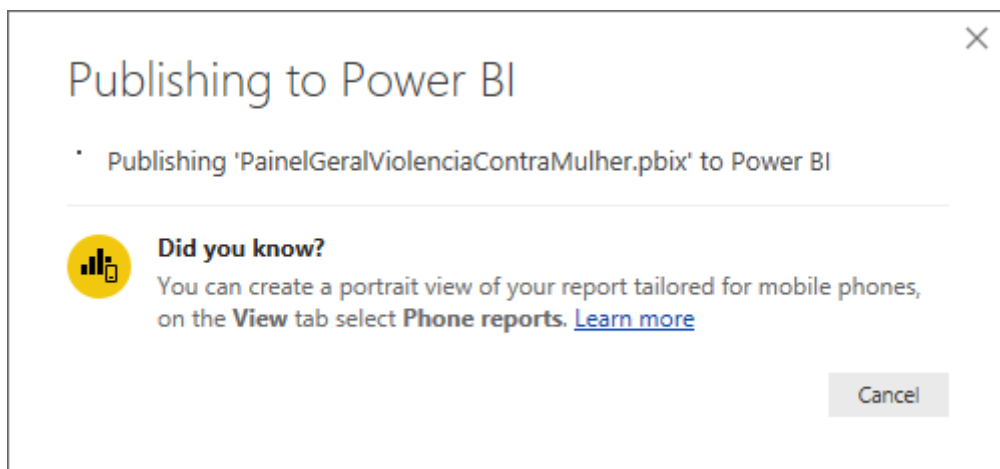 Publishing to Power BI
Publishing 'PainelGeralViolenciaContraMulher.pbix' to Power BI
Did you know?
You can create a portrait view of your report tailored for mobile phones,
on the View tab select Phone reports. Learn more
Cancel